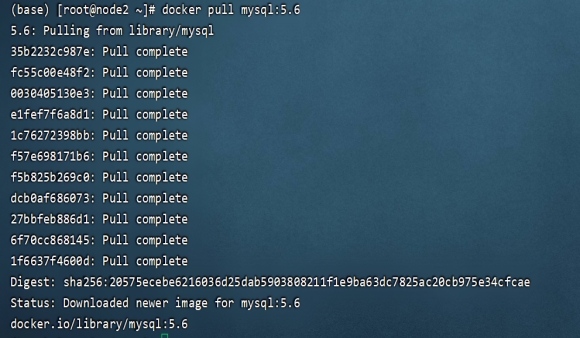 (base) [root@node2 ~]# docker pull mysql:5.6
5.6: Pulling from library/mysql
35b2232c987e: Pull complete
fc55c00e48f2: Pull complete
0030405130e3: Pull complete
e1fef7f6a8d1: Pull complete
1c76272398bb: Pull complete
f57e698171b6: Pull complete
f5b825b269c0: Pull complete
dcb0af686073: Pull complete
27bbfeb886d1: Pull complete
6f70cc868145: Pull complete
1f6637f4600d: Pull complete
Digest: sha256:20575ecebe6216036d25dab5903808211f1e9ba63dc7825ac20cb975e34cfcae
Status: Downloaded newer image for mysql:5.6
docker.io/library/mysql:5.6